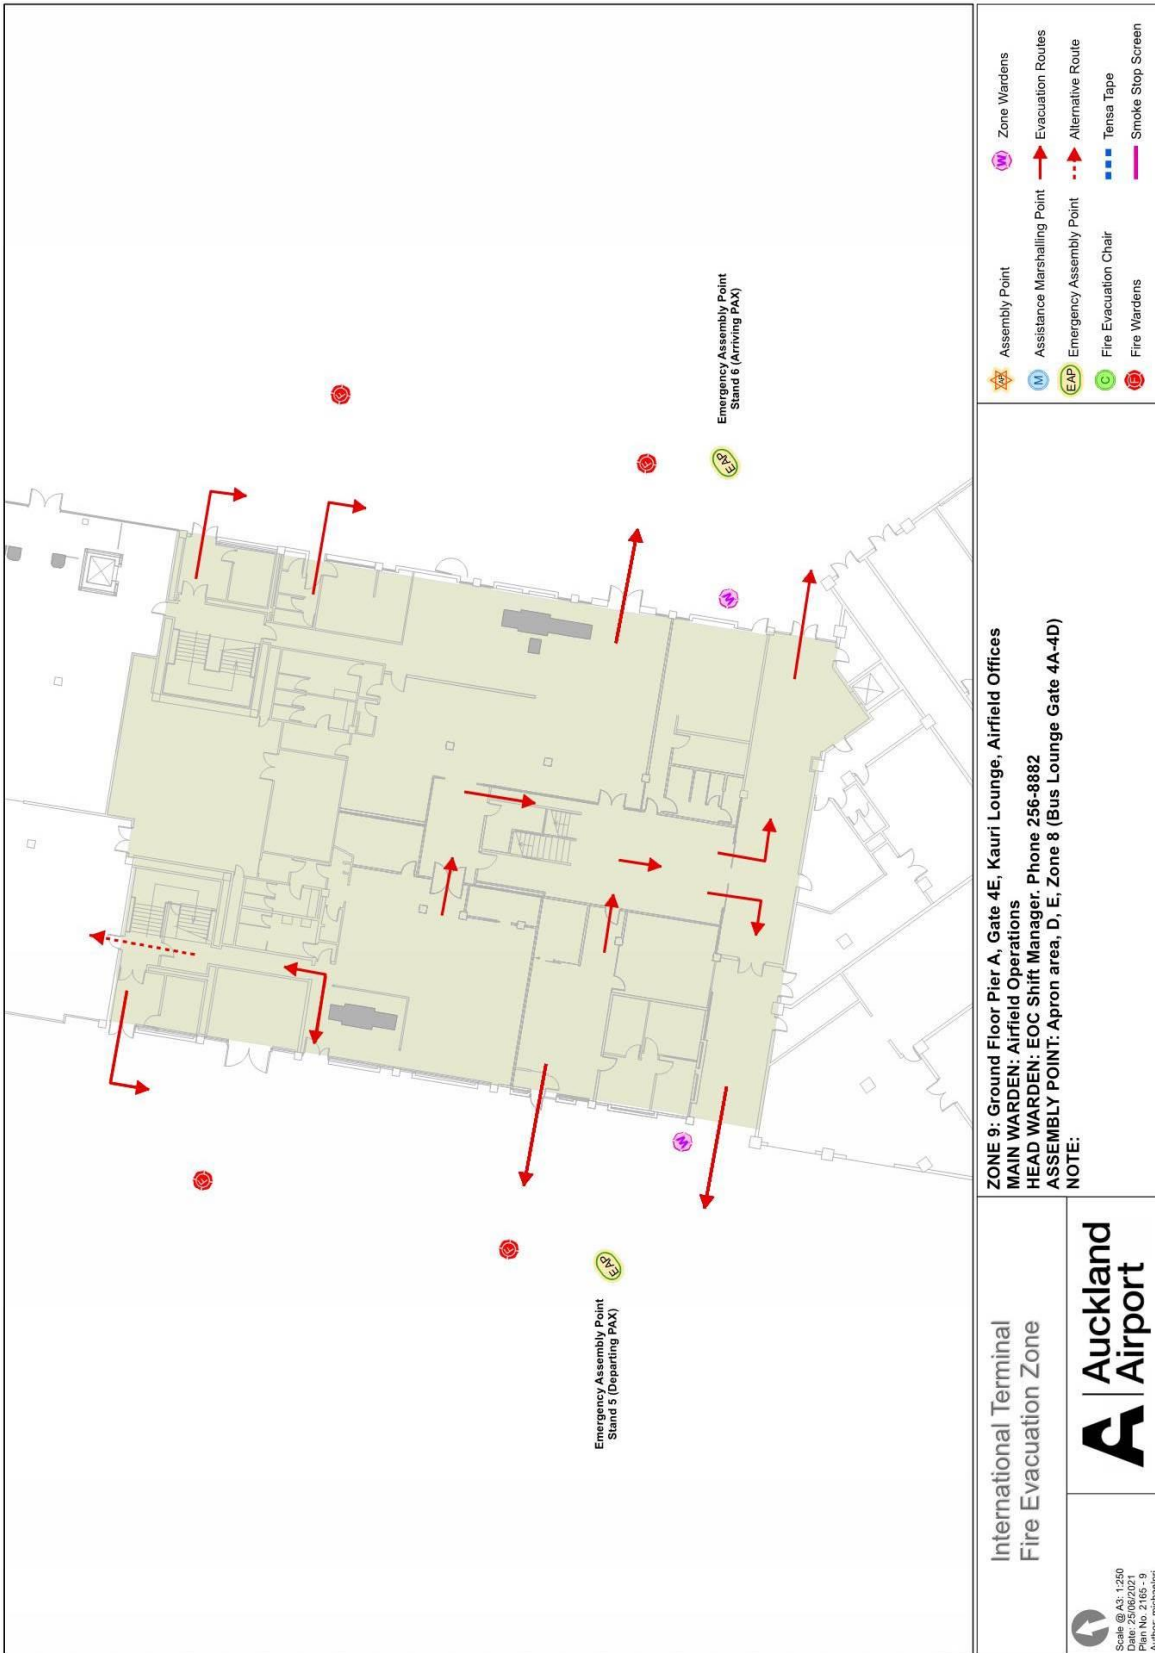 Emergency Assembly Point
Stand 5 (Departing PAX)
EAP
F
F
W
W
EAP
F
F
Emergency Assembly Point
Stand 6 (Arriving PAX)
International Terminal
Fire Evacuation Zone
Scale @ A3: 1:250
Date: 25/06/2021
Plan No. 2165 - 9
A
Auckland
Airport
ZONE 9: Ground Floor Pier A, Gate 4E, Kauri Lounge, Airfield Offices
MAIN WARDEN: Airfield Operations
HEAD WARDEN: EOC Shift Manager. Phone 256-8882
ASSEMBLY POINT: Apron area, D, E, Zone 8 (Bus Lounge Gate 4A-4D)
NOTE:
AP Assembly Point
M Assistance Marshalling Point
EAP Emergency Assembly Point
C Fire Evacuation Chair
F Fire Wardens
W Zone Wardens
Evacuation Routes
Alternative Route
Tensa Tape
Smoke Stop Screen